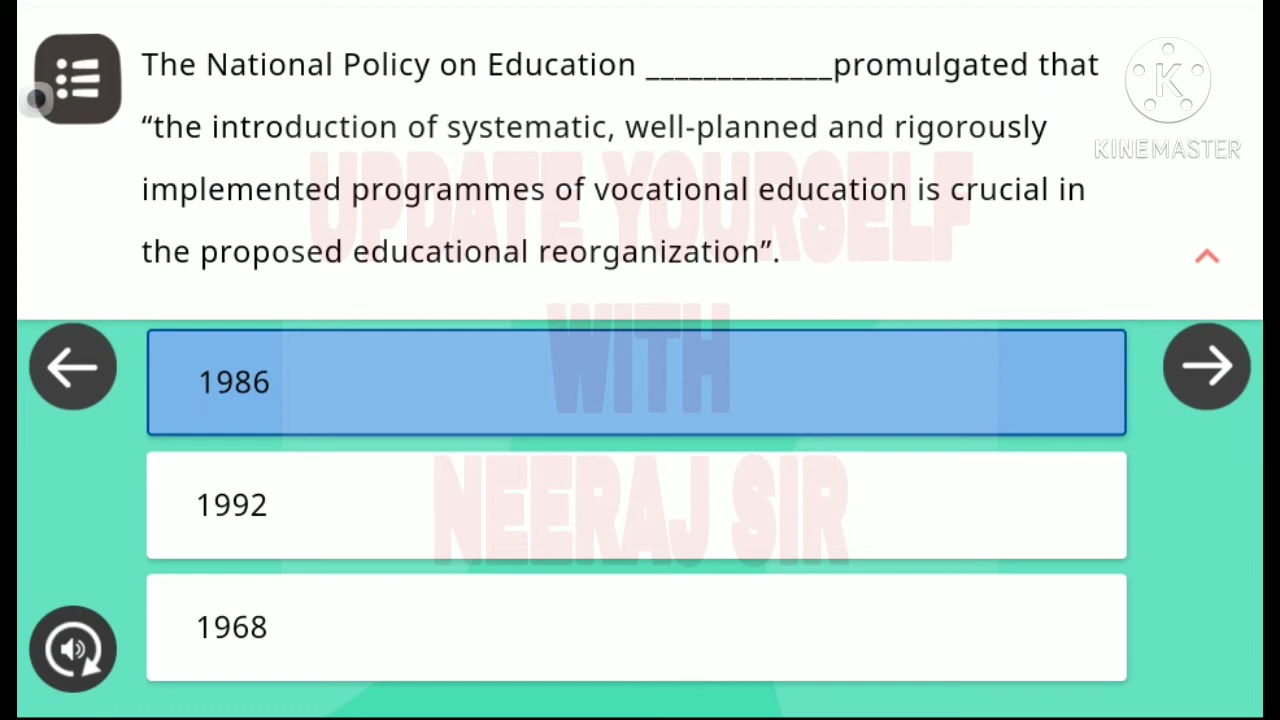 The National Policy on Education _____________promulgated that
“the introduction of systematic, well-planned and rigorously
implemented programmes of vocational education is crucial in
the proposed educational reorganization”.
KINEMASTER
UPDATE YOURSELF
WITH
NEERAJ SIR
1986
1992
1968